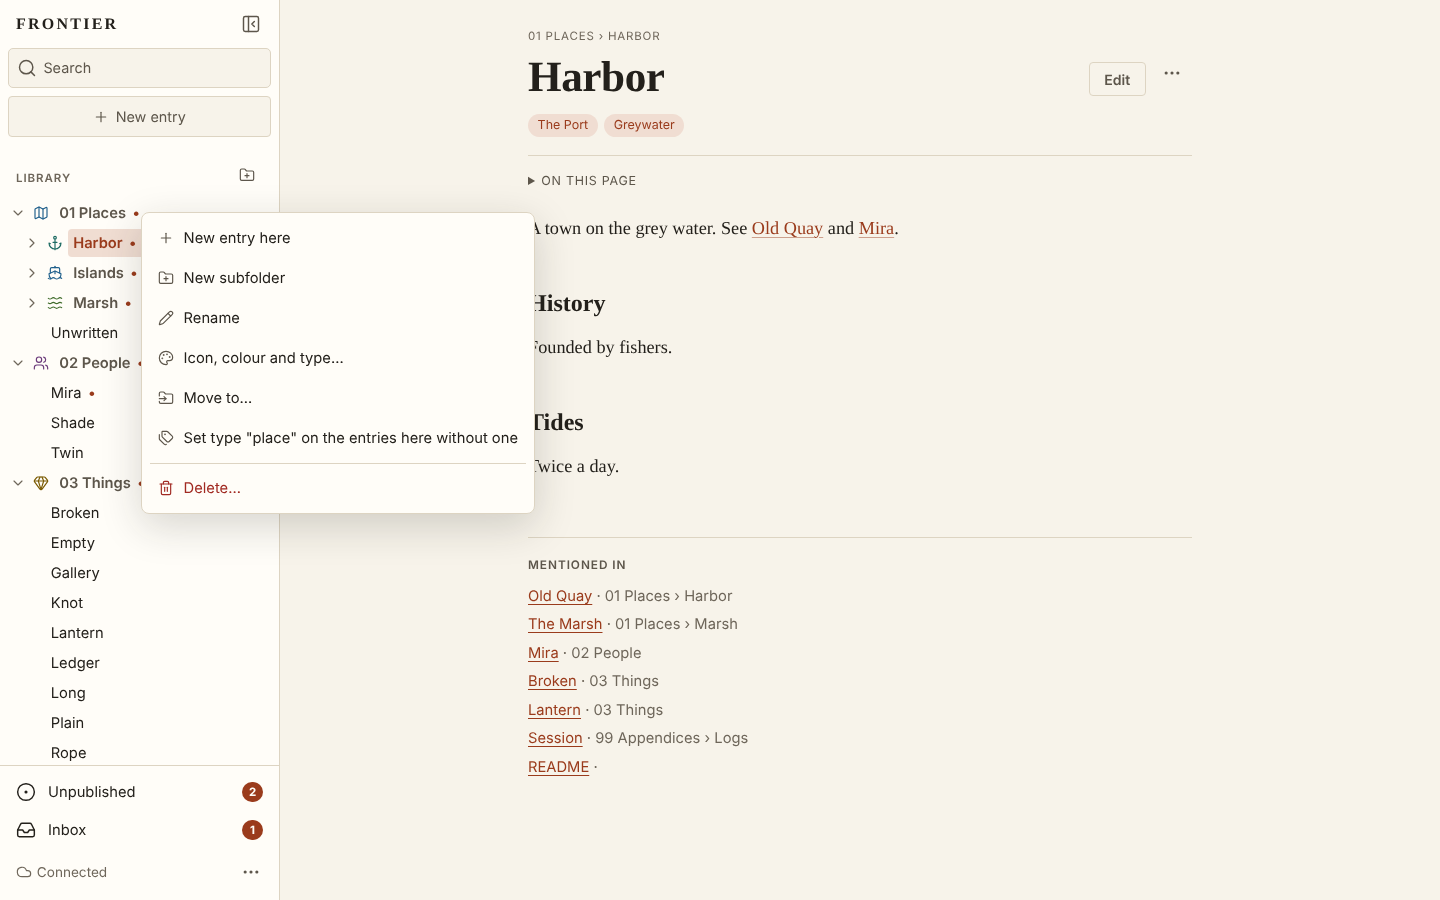 FRONTIER
Search
New entry
LIBRARY
01 Places
Harbor
Islands
Marsh
Unwritten
02 People
Mira
Shade
Twin
03 Things
Broken
Empty
Gallery
Knot
Lantern
Ledger
Long
Plain
Rope
Unpublished 2
Inbox 1
Connected
New entry here
New subfolder
Rename
Icon, colour and type...
Move to...
Set type "place" on the entries here without one
Delete...
01 PLACES › HARBOR
Harbor
Edit
The Port Greywater
ON THIS PAGE
A town on the grey water. See Old Quay and Mira.
History
Founded by fishers.
Tides
Twice a day.
MENTIONED IN
Old Quay · 01 Places › Harbor
The Marsh · 01 Places › Marsh
Mira · 02 People
Broken · 03 Things
Lantern · 03 Things
Session · 99 Appendices › Logs
README ·